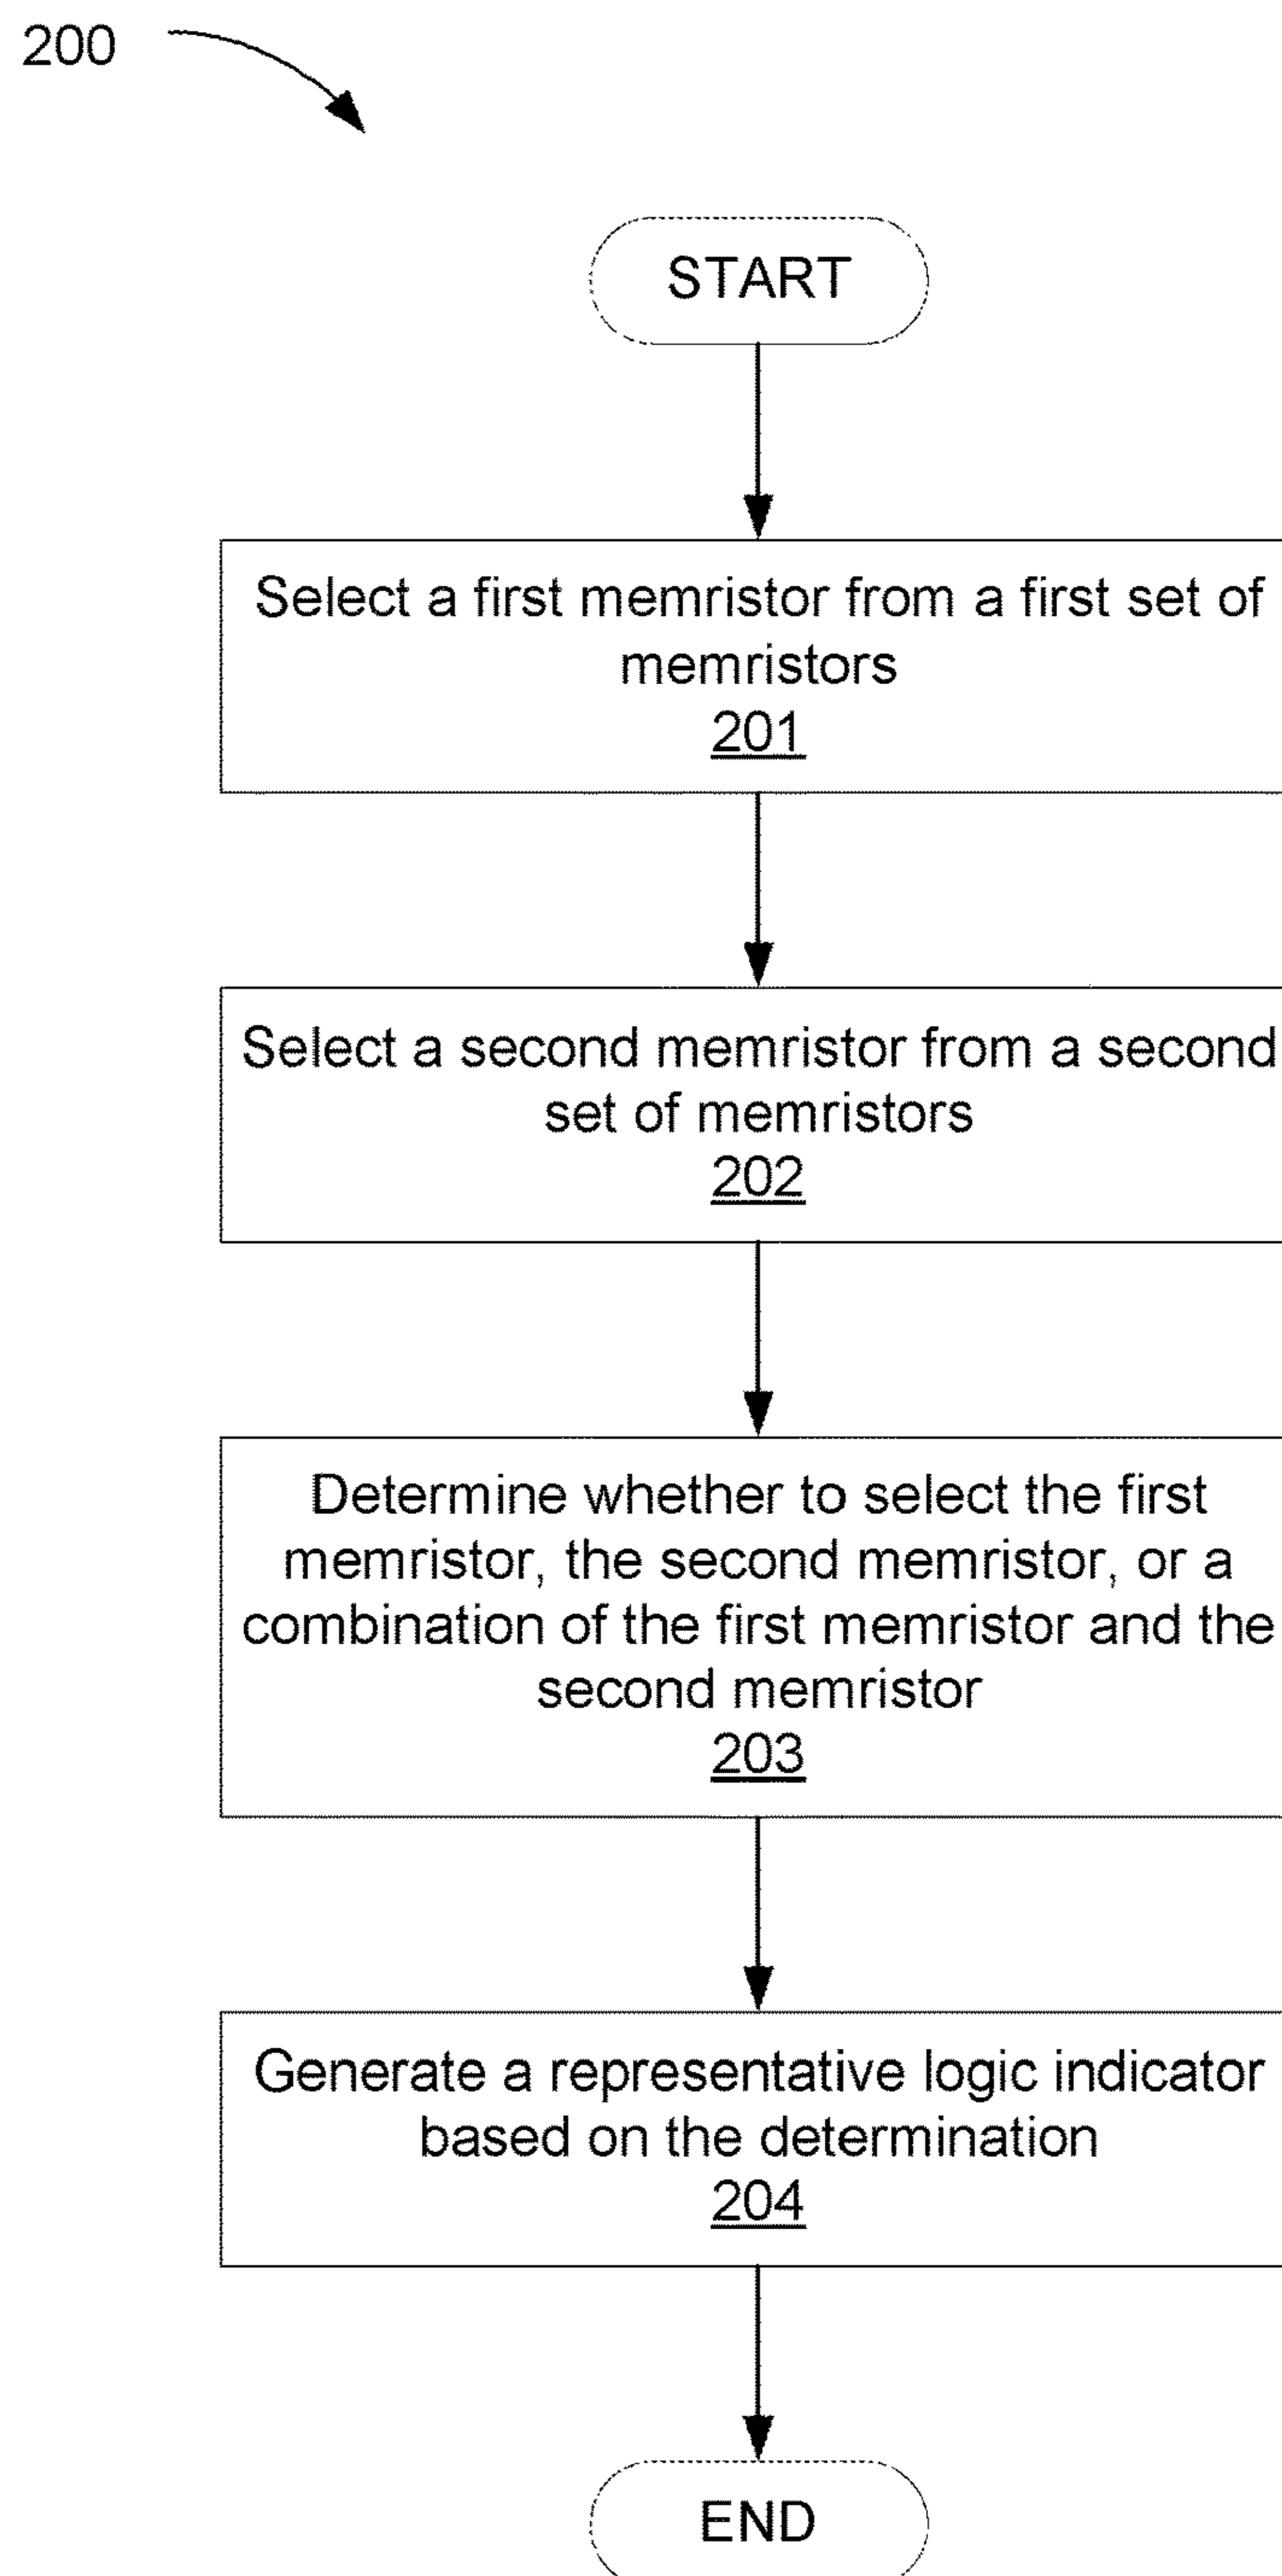 200
START
Select a first memristor from a first set of
memristors
201
Select a second memristor from a second
set of memristors
202
Determine whether to select the first
memristor, the second memristor, or a
combination of the first memristor and the
second memristor
203
Generate a representative logic indicator
based on the determination
204
END